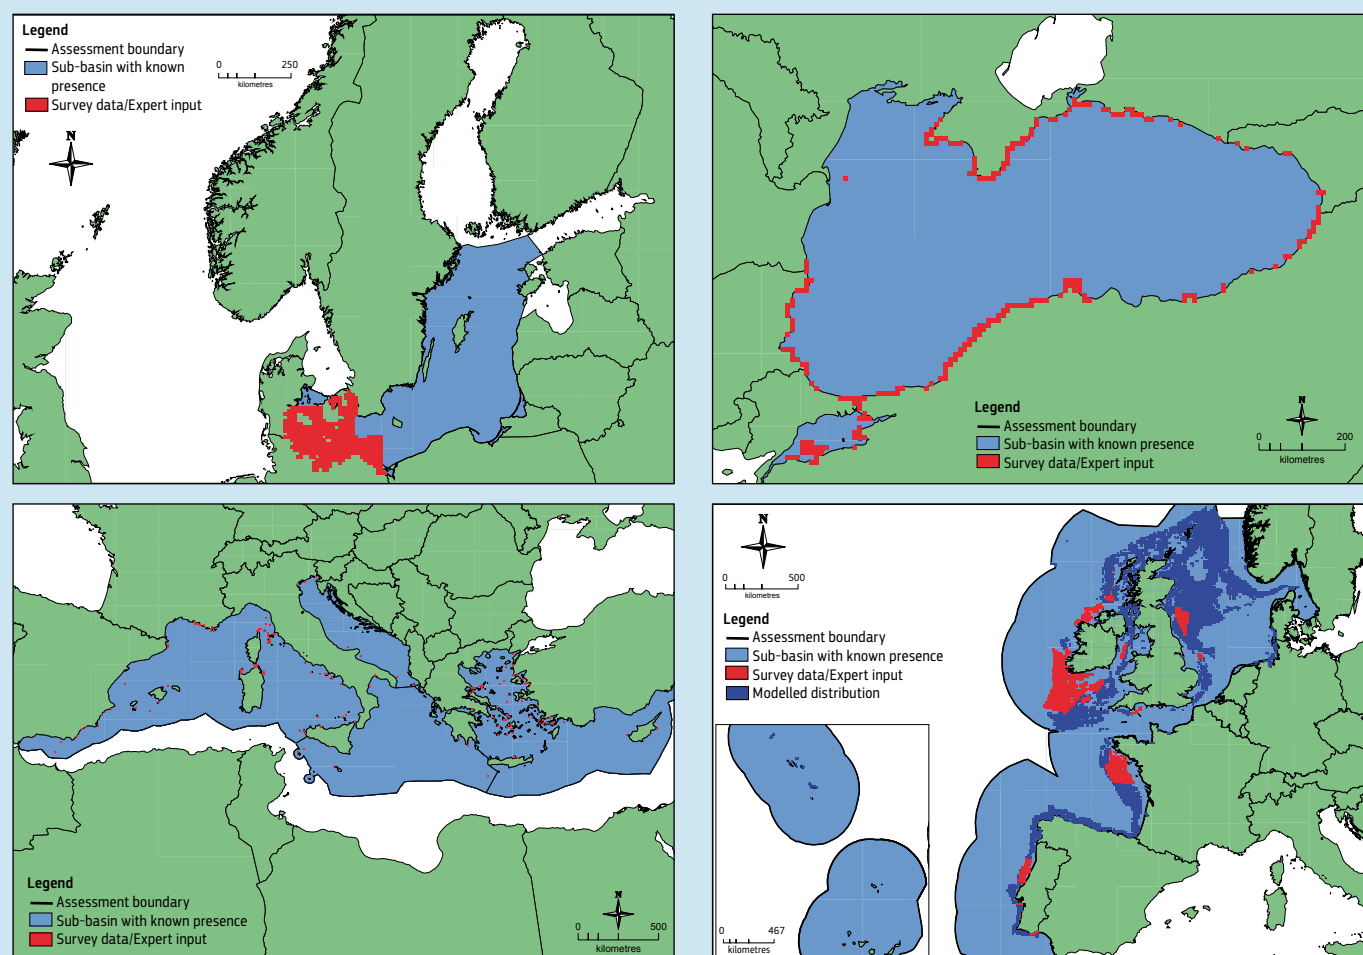 Legend
Assessment boundary
Sub-basin with known
presence
Survey data/Expert input
0 250
kilometres
N
Legend
Assessment boundary
Sub-basin with known presence
Survey data/Expert input
N
0 200
kilometres
Legend
Assessment boundary
Sub-basin with known presence
Survey data/Expert input
N
0 500
kilometres
N
0 500
kilometres
Legend
Assessment boundary
Sub-basin with known presence
Survey data/Expert input
Modelled distribution
0 467
kilometres